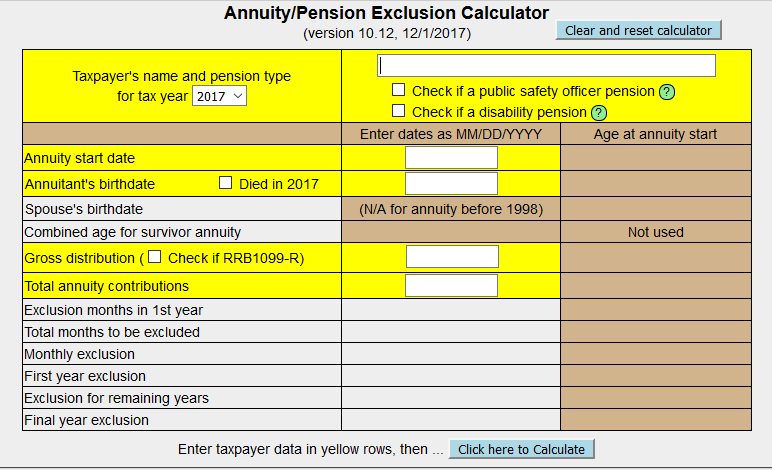 Annuity/Pension Exclusion Calculator
(version 10.12, 12/1/2017)
Clear and reset calculator
Taxpayer's name and pension type
for tax year 2017
Check if a public safety officer pension ?
Check if a disability pension ?
Enter dates as MM/DD/YYYY Age at annuity start
Annuity start date
Annuitant's birthdate Died in 2017
Spouse's birthdate (N/A for annuity before 1998)
Combined age for survivor annuity Not used
Gross distribution ( Check if RRB1099-R)
Total annuity contributions
Exclusion months in 1st year
Total months to be excluded
Monthly exclusion
First year exclusion
Exclusion for remaining years
Final year exclusion
Enter taxpayer data in yellow rows, then ... Click here to Calculate